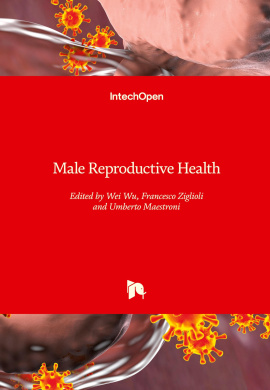 IntechOpen
Male Reproductive Health
Edited by Wei Wu, Francesco Ziglioli
and Umberto Maestroni